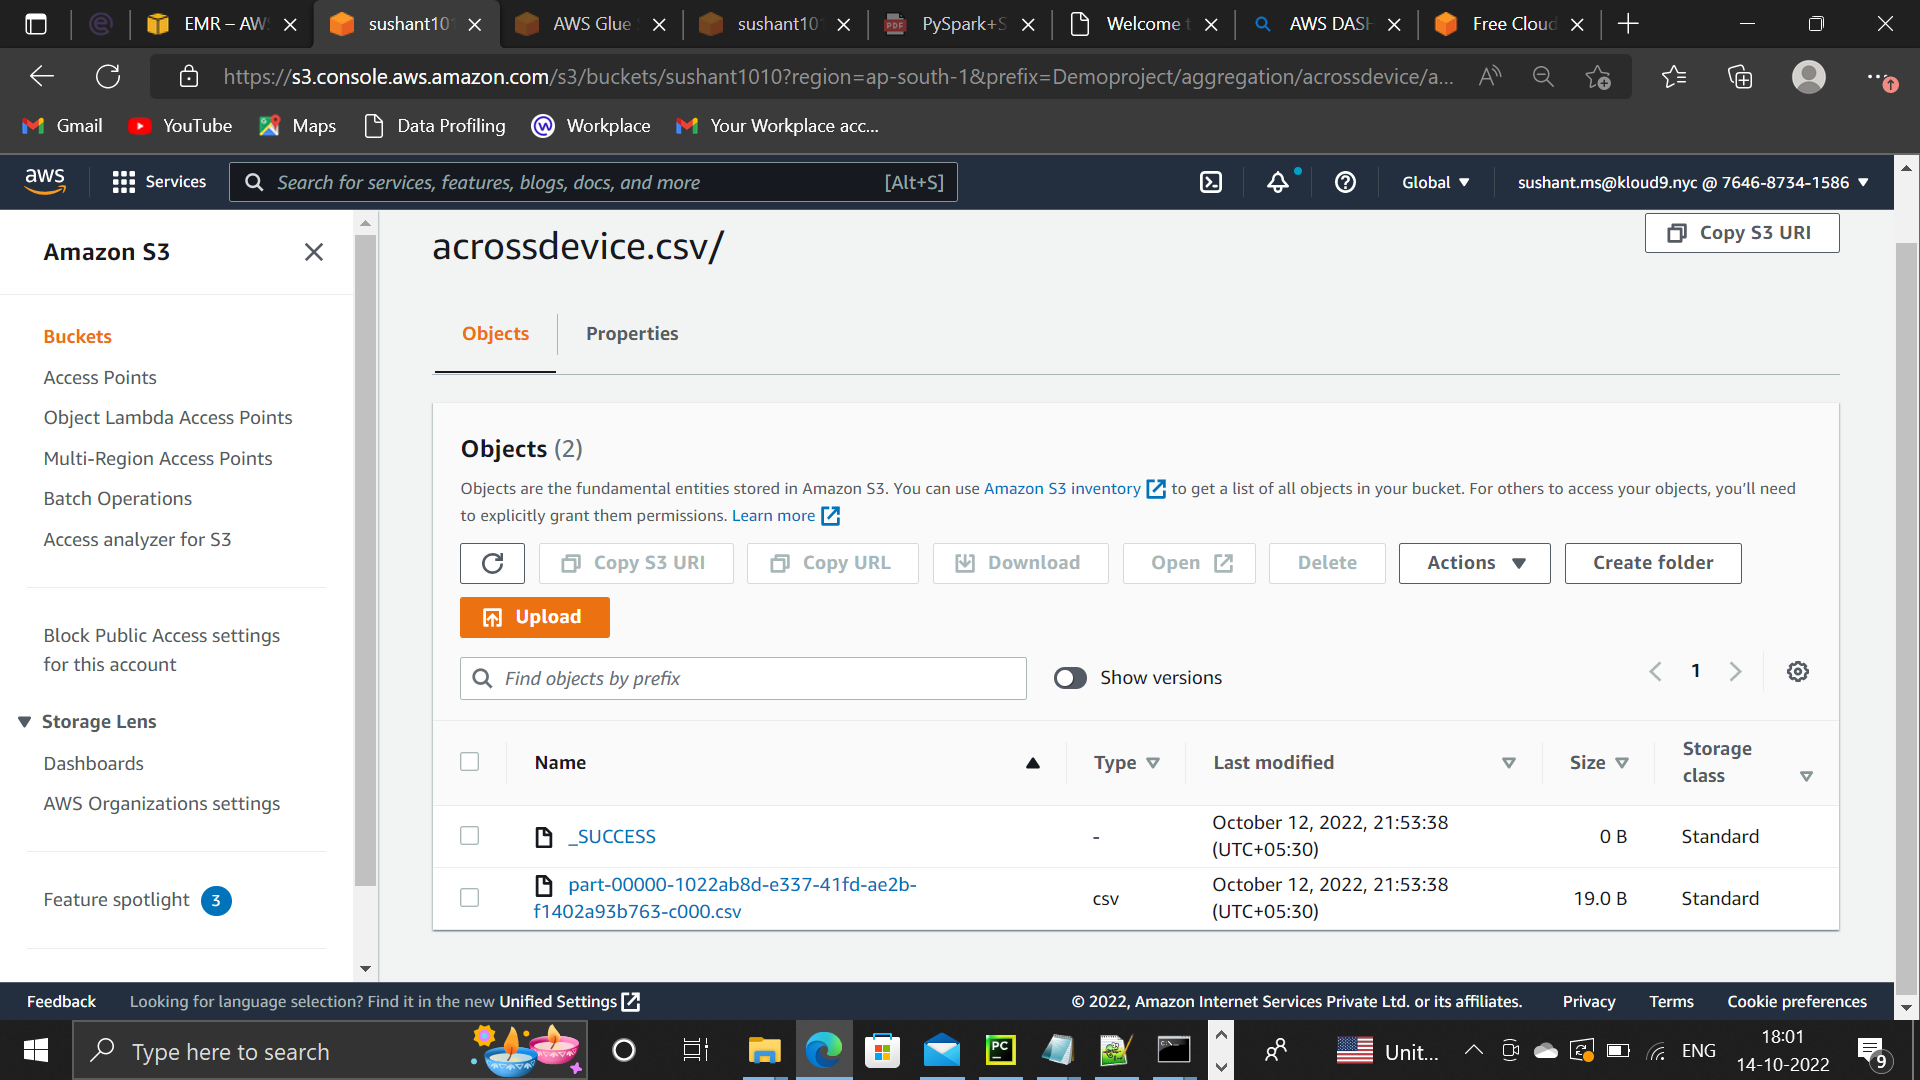 EMR – AW
sushant101
AWS Glue
sushant101
PySpark+S
Welcome t
AWS DASH
Free Cloud
https://s3.console.aws.amazon.com/s3/buckets/sushant1010?region=ap-south-1&prefix=Demoproject/aggregation/acrossdevice/a...
Gmail
YouTube
Maps
Data Profiling
Workplace
Your Workplace acc...
aws
Services
Search for services, features, blogs, docs, and more
[Alt+S]
Global
sushant.ms@kloud9.nyc @ 7646-8734-1586
Amazon S3
Buckets
Access Points
Object Lambda Access Points
Multi-Region Access Points
Batch Operations
Access analyzer for S3
Block Public Access settings
for this account
Storage Lens
Dashboards
AWS Organizations settings
Feature spotlight 3
acrossdevice.csv/
Copy S3 URI
Objects
Properties
Objects (2)
Objects are the fundamental entities stored in Amazon S3. You can use Amazon S3 inventory to get a list of all objects in your bucket. For others to access your objects, you'll need
to explicitly grant them permissions. Learn more
Copy S3 URI
Copy URL
Download
Open
Delete
Actions
Create folder
Upload
Find objects by prefix
Show versions
1
Name
Type
Last modified
Size
Storage
class
_SUCCESS
-
October 12, 2022, 21:53:38
(UTC+05:30)
0 B
Standard
part-00000-1022ab8d-e337-41fd-ae2b-
f1402a93b763-c000.csv
csv
October 12, 2022, 21:53:38
(UTC+05:30)
19.0 B
Standard
Feedback
Looking for language selection? Find it in the new Unified Settings
© 2022, Amazon Internet Services Private Ltd. or its affiliates.
Privacy
Terms
Cookie preferences
Type here to search
PC
Unit...
ENG
18:01
14-10-2022
9